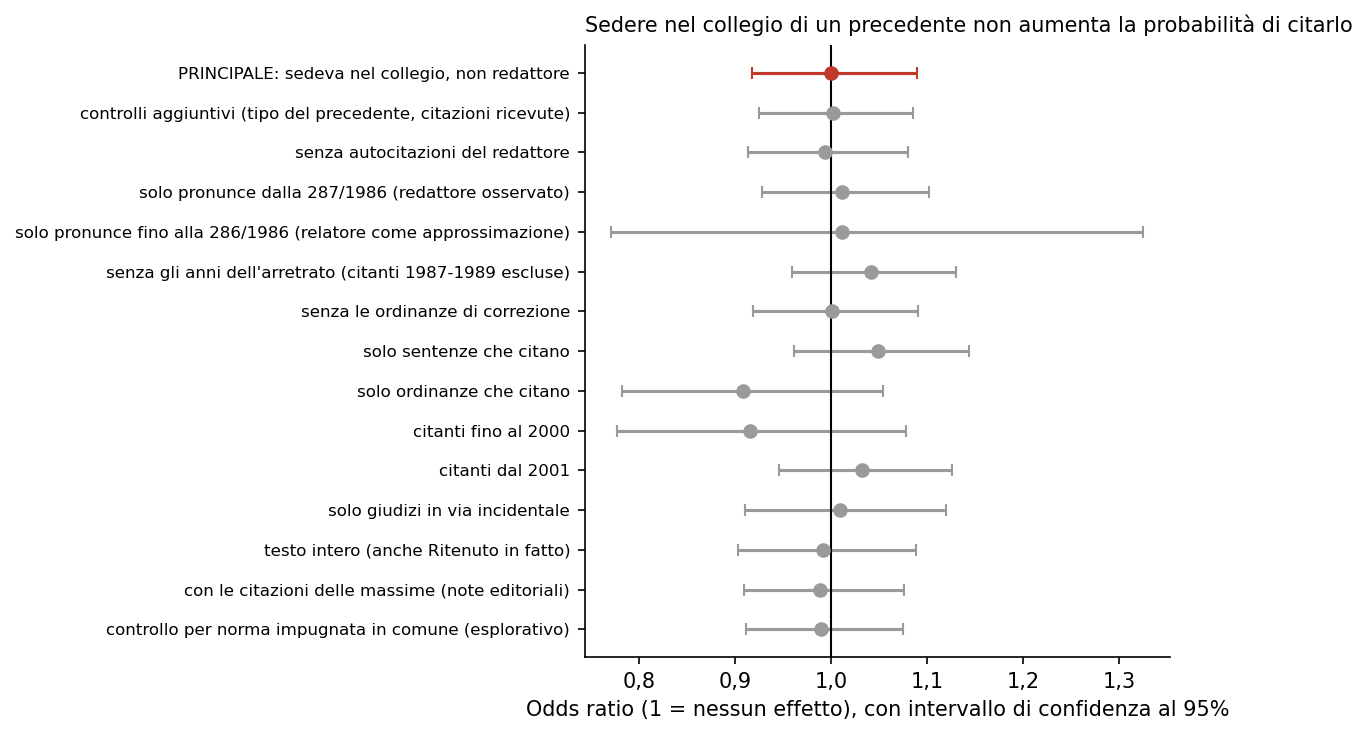 Sedere nel collegio di un precedente non aumenta la probabilità di citarlo
PRINCIPALE: sedeva nel collegio, non redattore
controlli aggiuntivi (tipo del precedente, citazioni ricevute)
senza autocitazioni del redattore
solo pronunce dalla 287/1986 (redattore osservato)
solo pronunce fino alla 286/1986 (relatore come approssimazione)
senza gli anni dell'arretrato (citanti 1987-1989 escluse)
senza le ordinanze di correzione
solo sentenze che citano
solo ordinanze che citano
citanti fino al 2000
citanti dal 2001
solo giudizi in via incidentale
testo intero (anche Ritenuto in fatto)
con le citazioni delle massime (note editoriali)
controllo per norma impugnata in comune (esplorativo)
0,8 0,9 1,0 1,1 1,2 1,3
Odds ratio (1 = nessun effetto), con intervallo di confidenza al 95%